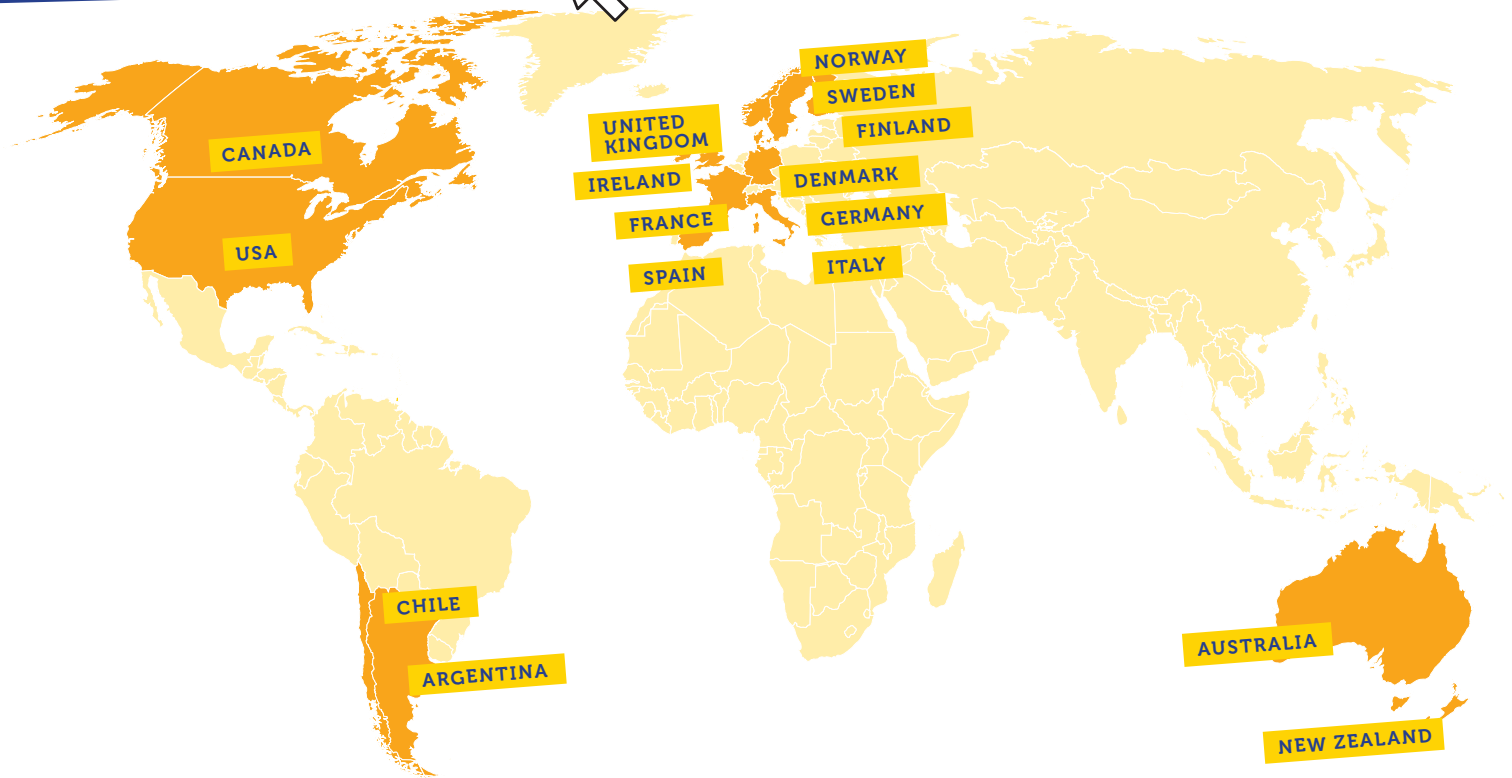 NORWAY
SWEDEN
UNITED
KINGDOM
FINLAND
CANADA
IRELAND
DENMARK
FRANCE
GERMANY
USA
SPAIN
ITALY
CHILE
ARGENTINA
AUSTRALIA
NEW ZEALAND